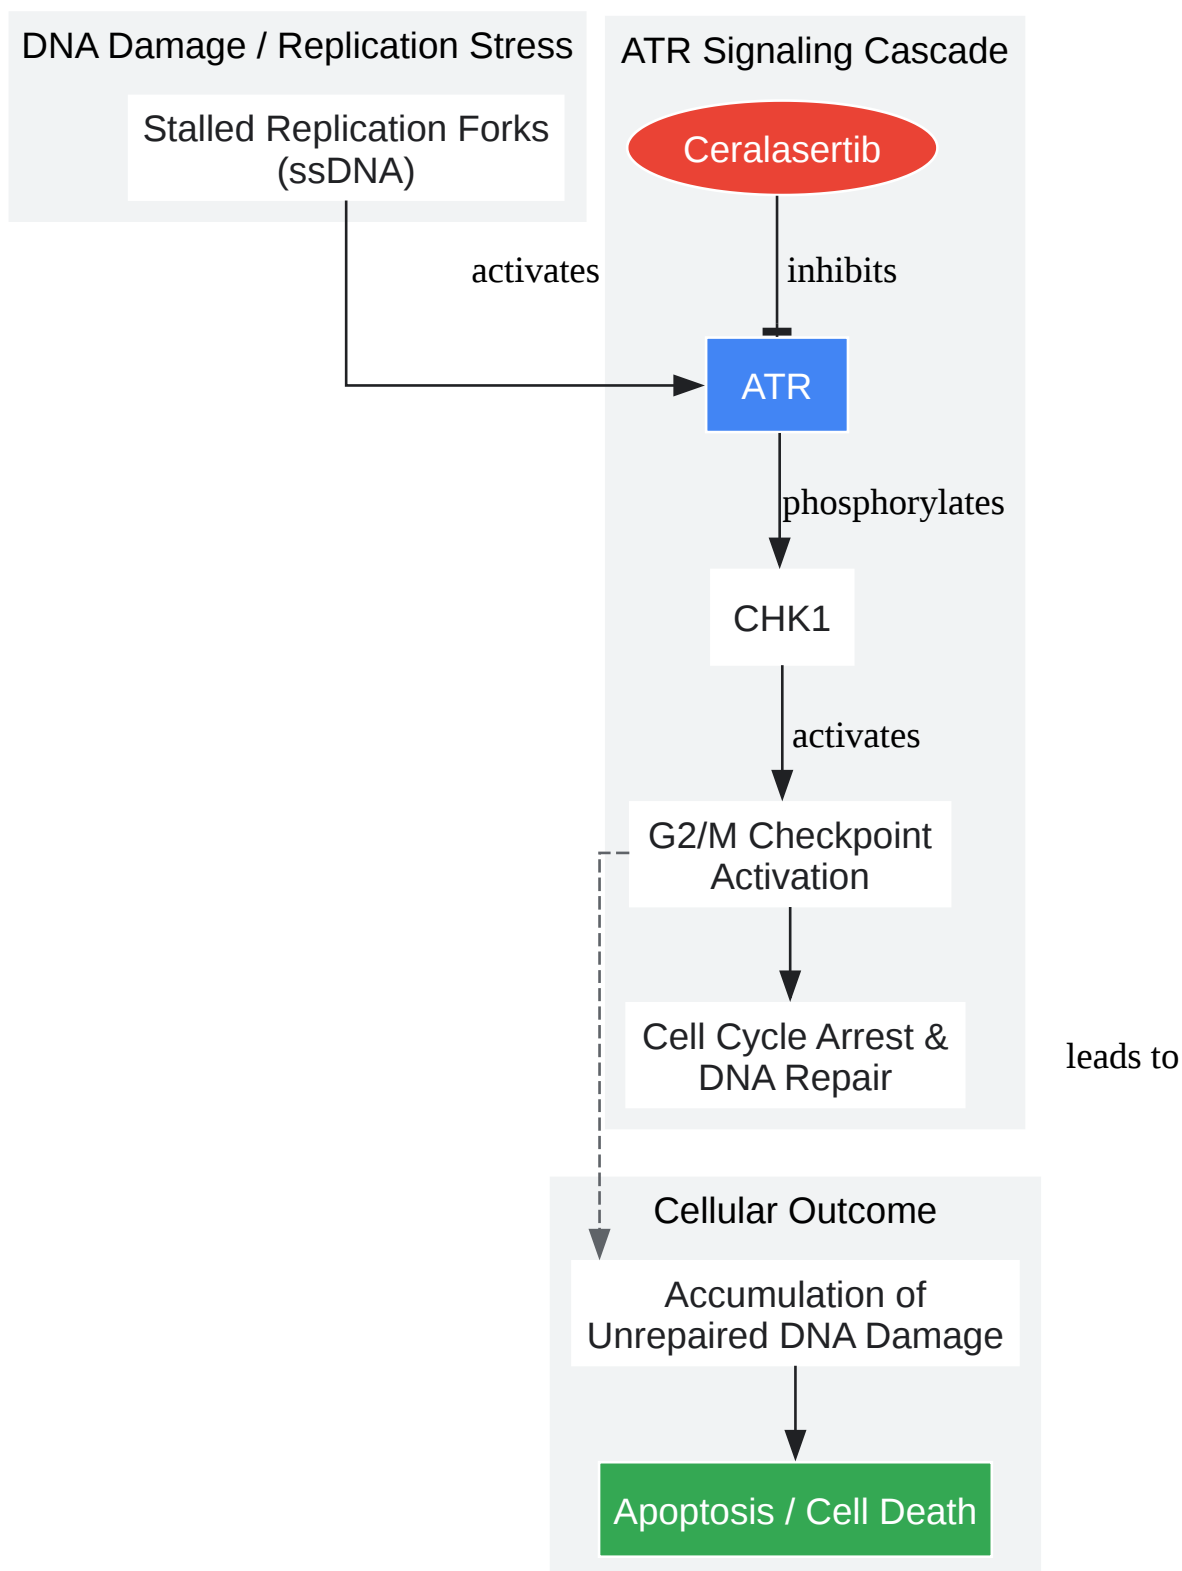 DNA Damage / Replication Stress
Stalled Replication Forks
(ssDNA)
ATR Signaling Cascade
Ceralasertib
activates
inhibits
ATR
phosphorylates
CHK1
activates
G2/M Checkpoint
Activation
Cell Cycle Arrest &
DNA Repair
leads to
Cellular Outcome
Accumulation of
Unrepaired DNA Damage
Apoptosis / Cell Death